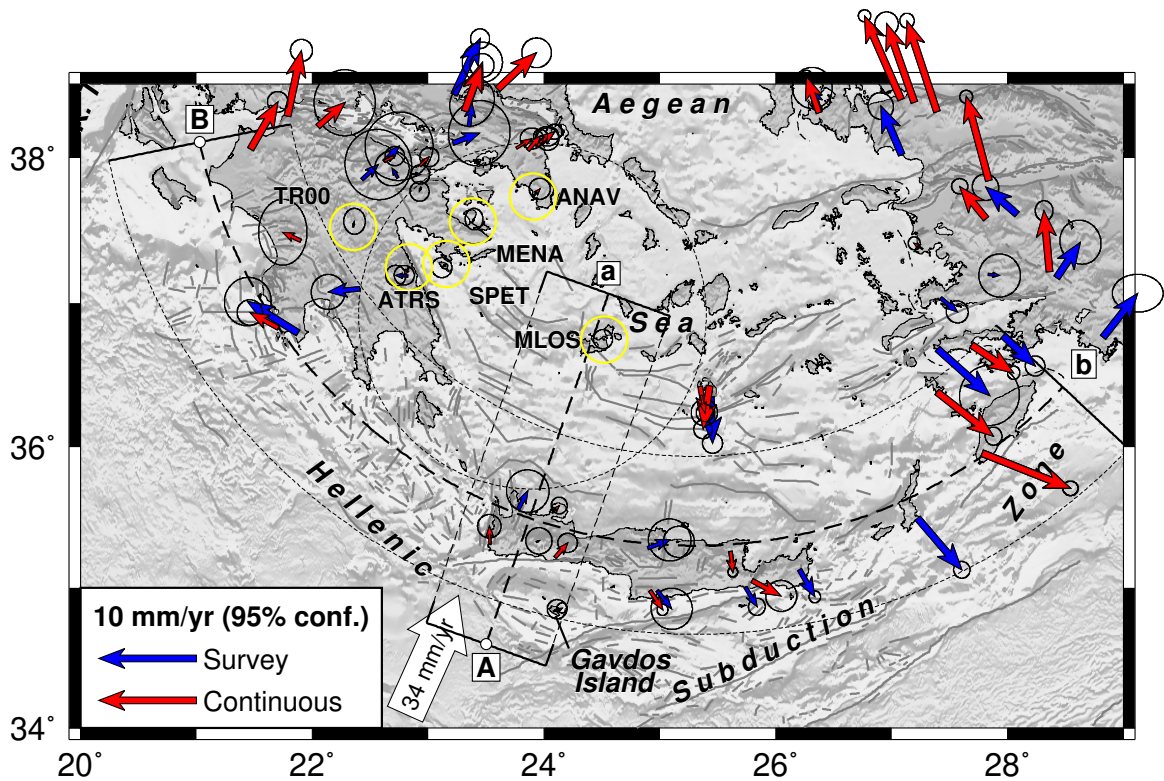 Aegean
B
38˚
TR00
ANAV
MENA
a
ATRS
SPET
Sea
MLOS
b
36˚
Hellenic
Zone
10 mm/yr (95% conf.)
Survey
Continuous
34 mm/yr
A
Gavdos
Island
Subduction
34˚
20˚
22˚
24˚
26˚
28˚